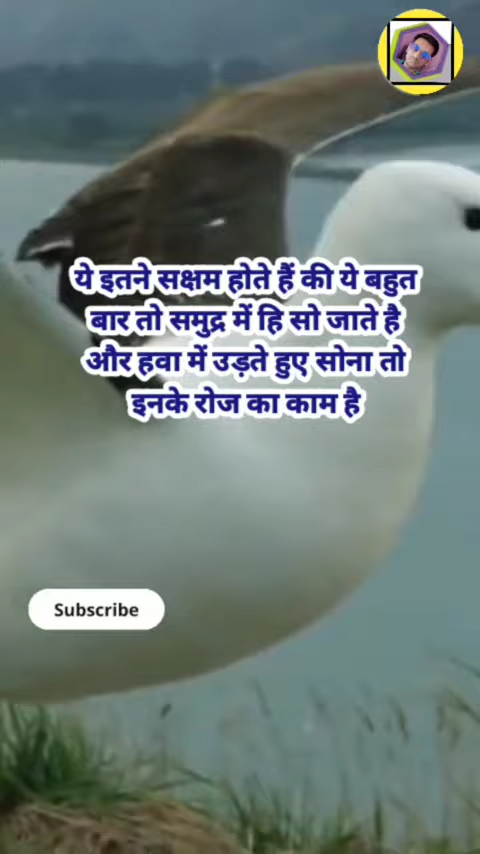 ये इतने सक्षम होते हैं की ये बहुत
बार तो समुद्र में हि सो जाते है
और हवा में उड़ते हुए सोना तो
इनके रोज का काम है
Subscribe